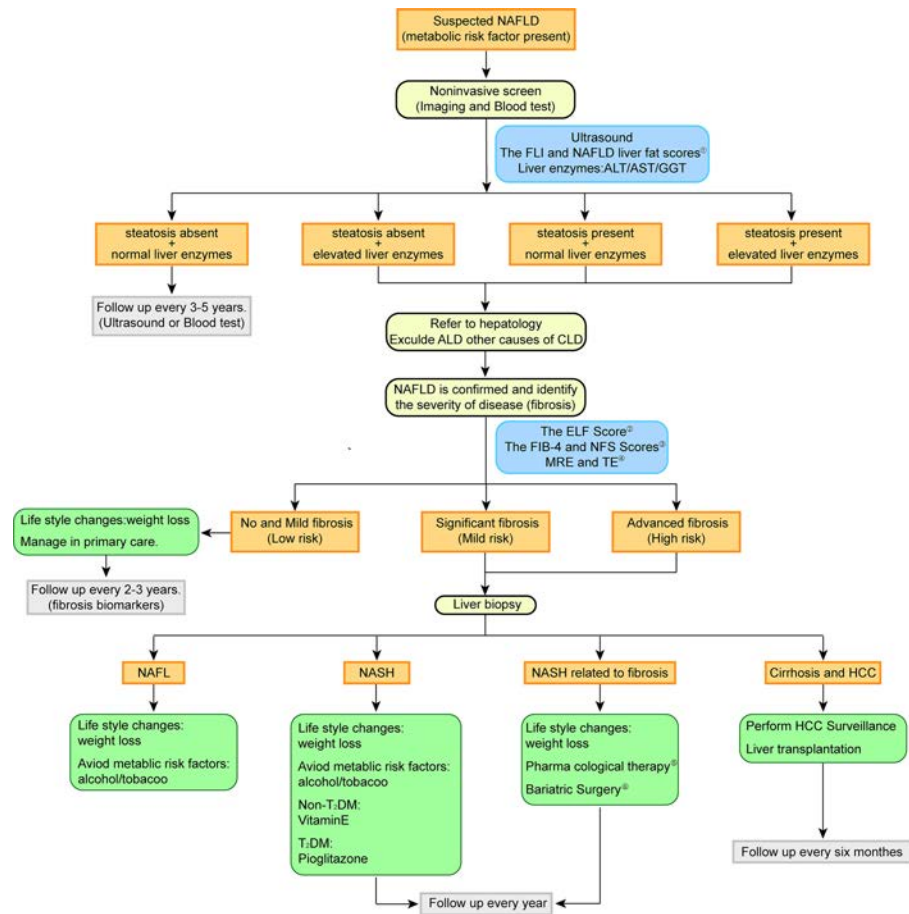 Suspected NAFLD
(metabolic risk factor present)
Noninvasive screen
(Imaging and Blood test)
Ultrasound
The FLI and NAFLD liver fat scores①
Liver enzymes:ALT/AST/GGT
steatosis absent
+
normal liver enzymes
steatosis absent
+
elevated liver enzymes
steatosis present
+
normal liver enzymes
steatosis present
+
elevated liver enzymes
Follow up every 3-5 years.
(Ultrasound or Blood test)
Refer to hepatology
Exculde ALD other causes of CLD
NAFLD is confirmed and identify
the severity of disease (fibrosis)
The ELF Score②
The FIB-4 and NFS Scores③
MRE and TE④
Life style changes:weight loss
Manage in primary care.
No and Mild fibrosis
(Low risk)
Significant fibrosis
(Mild risk)
Advanced fibrosis
(High risk)
Follow up every 2-3 years.
(fibrosis biomarkers)
Liver biopsy
NAFL
NASH
NASH related to fibrosis
Cirrhosis and HCC
Life style changes:
weight loss
Aviod metablic risk factors:
alcohol/tobacoo
Life style changes:
weight loss
Aviod metablic risk factors:
alcohol/tobacoo
Non-T₂DM:
VitaminE
T₂DM:
Pioglitazone
Life style changes:
weight loss
Pharma cological therapy⑤
Bariatric Surgery⑥
Perform HCC Surveillance
Liver transplantation
Follow up every six monthes
Follow up every year